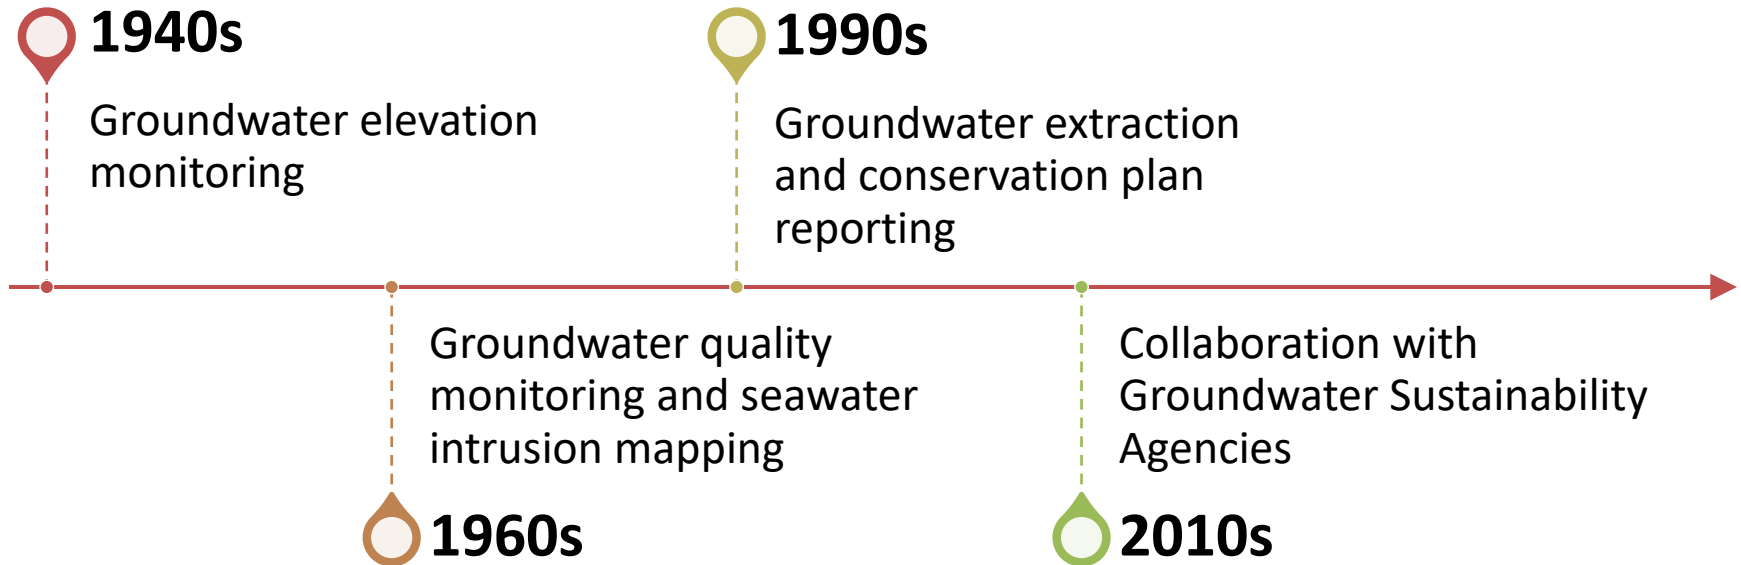 1940s
Groundwater elevation
monitoring
1990s
Groundwater extraction
and conservation plan
reporting
Groundwater quality
monitoring and seawater
intrusion mapping
1960s
Collaboration with
Groundwater Sustainability
Agencies
2010s